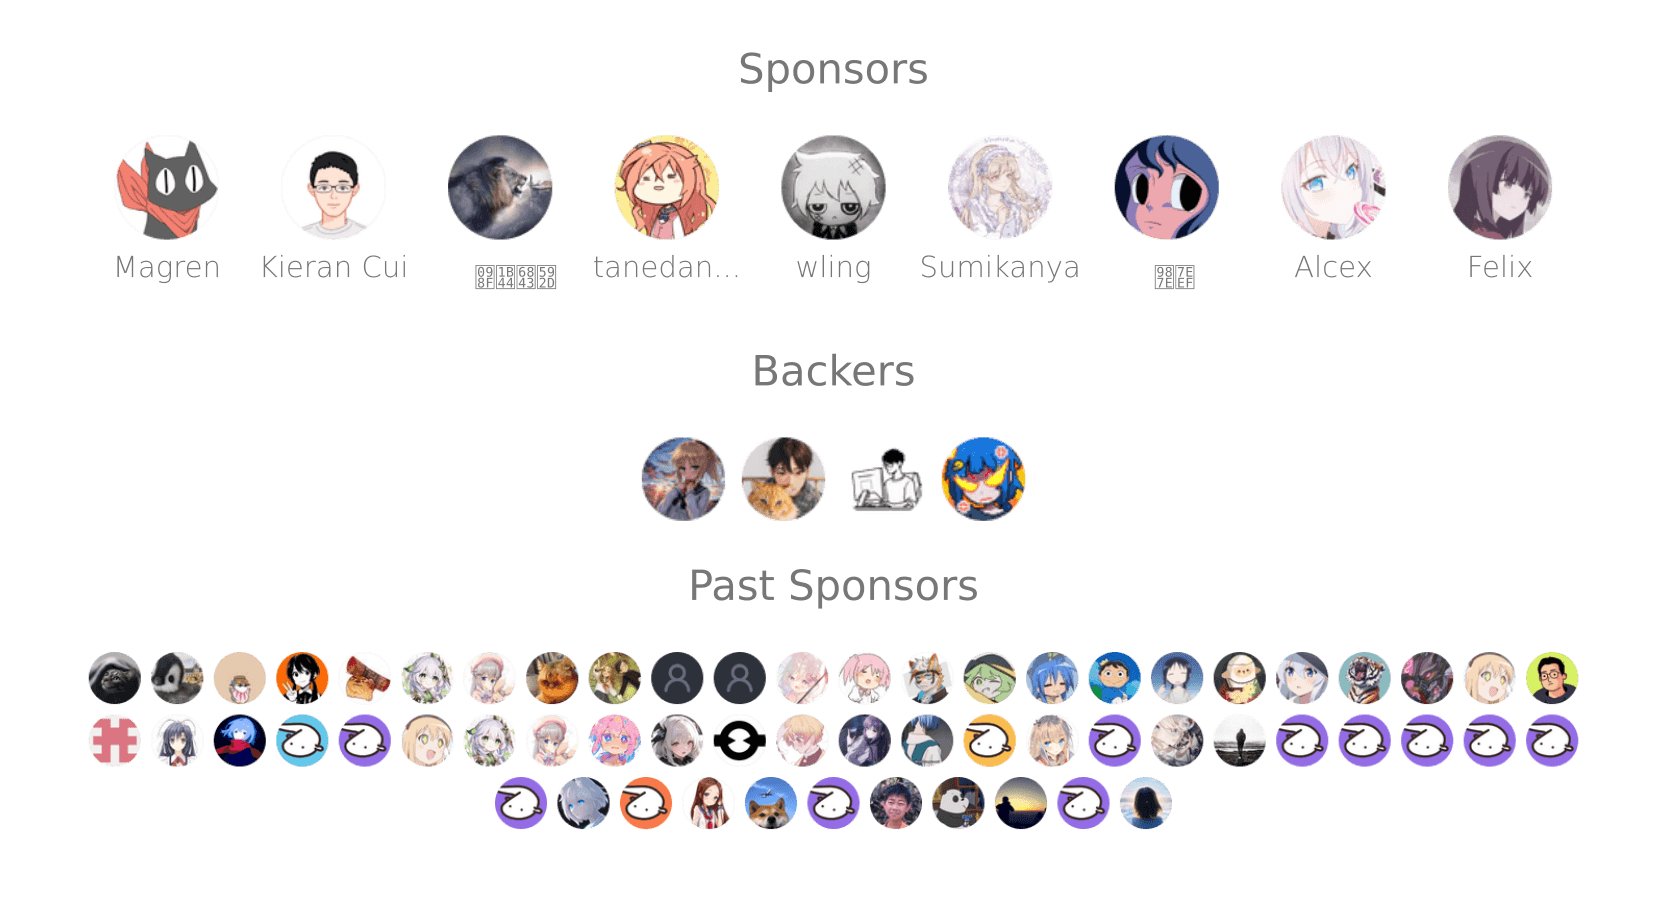 Sponsors
Magren Kieran Cui tanedan... wling Sumikanya Alcex Felix
Backers
Past Sponsors